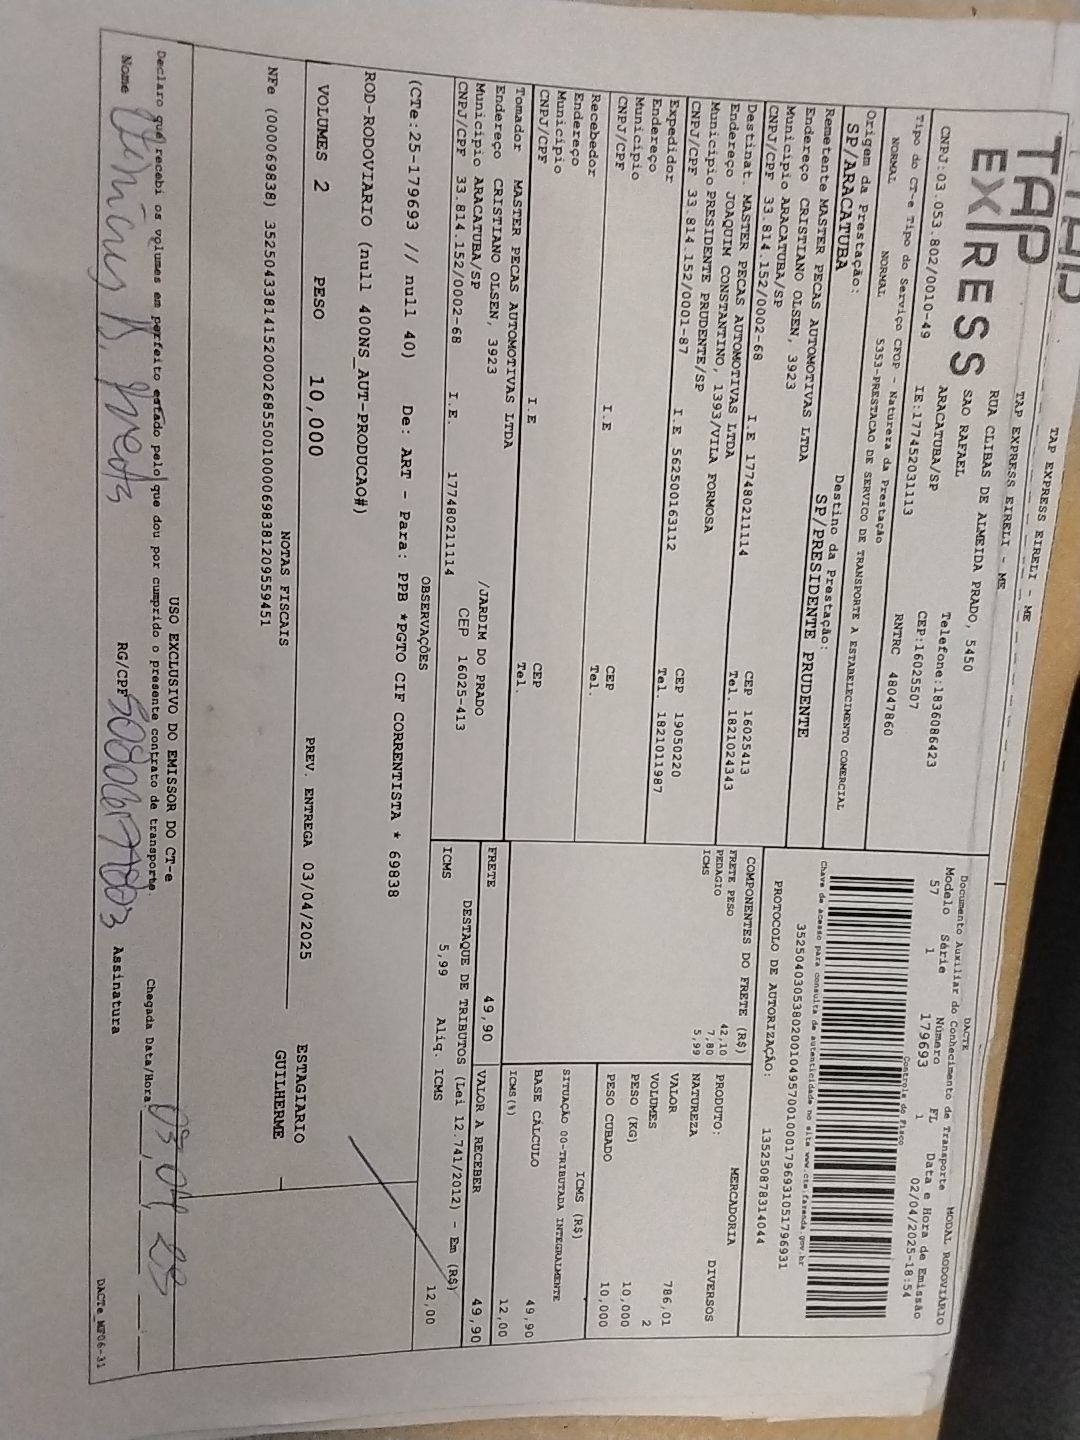 TAP EXPRESS EIRELI - ME
TAP
EXPRESS
TAP EXPRESS EIRELI - ME
RUA CLIBAS DE ALMEIDA PRADO, 5450
SAO RAFAEL
ARACATUBA/SP
Telefone:1836086423
CNPJ:03.053.802/0010-49
IE:177452031113
CEP:16025507
Tipo do CT-e Tipo do Serviço CFOP - Natureza da Prestação
RNTRC 48047860
NORMAL NORMAL 5353-PRESTACAO DE SERVICO DE TRANSPORTE A ESTABELECIMENTO COMERCIAL
Origem da Prestação: Destino da Prestação:
SP/ARACATUBA SP/PRESIDENTE PRUDENTE
Remetente MASTER PECAS AUTOMOTIVAS LTDA
Endereço CRISTIANO OLSEN, 3923
Município ARACATUBA/SP CEP 16025413
CNPJ/CPF 33.814.152/0002-68 I.E 177480211114 Tel. 1821024343
Destinat. MASTER PECAS AUTOMOTIVAS LTDA
Endereço JOAQUIM CONSTANTINO, 1393/VILA FORMOSA
Município PRESIDENTE PRUDENTE/SP CEP 19050220
CNPJ/CPF 33.814.152/0001-87 I.E 562500163112 Tel. 1821011987
Expedidor
Endereço
Município CEP
CNPJ/CPF I.E Tel.
Recebedor
Endereço
Município CEP
CNPJ/CPF I.E Tel.
Tomador MASTER PECAS AUTOMOTIVAS LTDA
Endereço CRISTIANO OLSEN, 3923 /JARDIM DO PRADO
Município ARACATUBA/SP CEP 16025-413
CNPJ/CPF 33.814.152/0002-68 I.E. 177480211114
DACTE
Documento Auxiliar do Conhecimento de Transporte MODAL RODOVIÁRIO
Modelo Série Número FL Data e Hora de Emissão
57 1 179693 1 02/04/2025-18:54
Controle do Fisco
Chave de acesso para consulta de autenticidade no site www.cte.fazenda.gov.br
35250403053802001049570010001796931051796931
PROTOCOLO DE AUTORIZAÇÃO: 135250878314044
COMPONENTES DO FRETE (R$)
FRETE PESO 42,10
PEDAGIO 7,80
ICMS 5,99
PRODUTO: MERCADORIA
NATUREZA DIVERSOS
VALOR 786,01
VOLUMES 2
PESO (KG) 10,000
PESO CUBADO 10,000
ICMS (R$)
SITUAÇÃO 00-TRIBUTADA INTEGRALMENTE
BASE CÁLCULO 49,90
ICMS(%) 12,00
FRETE 49,90 VALOR A RECEBER 49,90
DESTAQUE DE TRIBUTOS (Lei 12.741/2012) - Em (R$)
ICMS 5,99 Alíq. ICMS 12,00
OBSERVAÇÕES
(CTe:25-179693 // null 40) De: ART - Para: PPB *PGTO CIF CORRENTISTA * 69838
ROD-RODOVIARIO (null 400NS_AUT-PRODUCAO#)
VOLUMES 2 PESO 10,000 PREV. ENTREGA 03/04/2025
ESTAGIARIO
GUILHERME
NOTAS FISCAIS
NFe (000069838) 35250433814152000268550010000698381209559451
USO EXCLUSIVO DO EMISSOR DO CT-e
Declaro que recebi os volumes em perfeito estado pelo que dou por cumprido o presente contrato de transporte.
Chegada Data/Hora 03, 04, 25
Nome RG/CPF Assinatura
DACTe_MF06-31